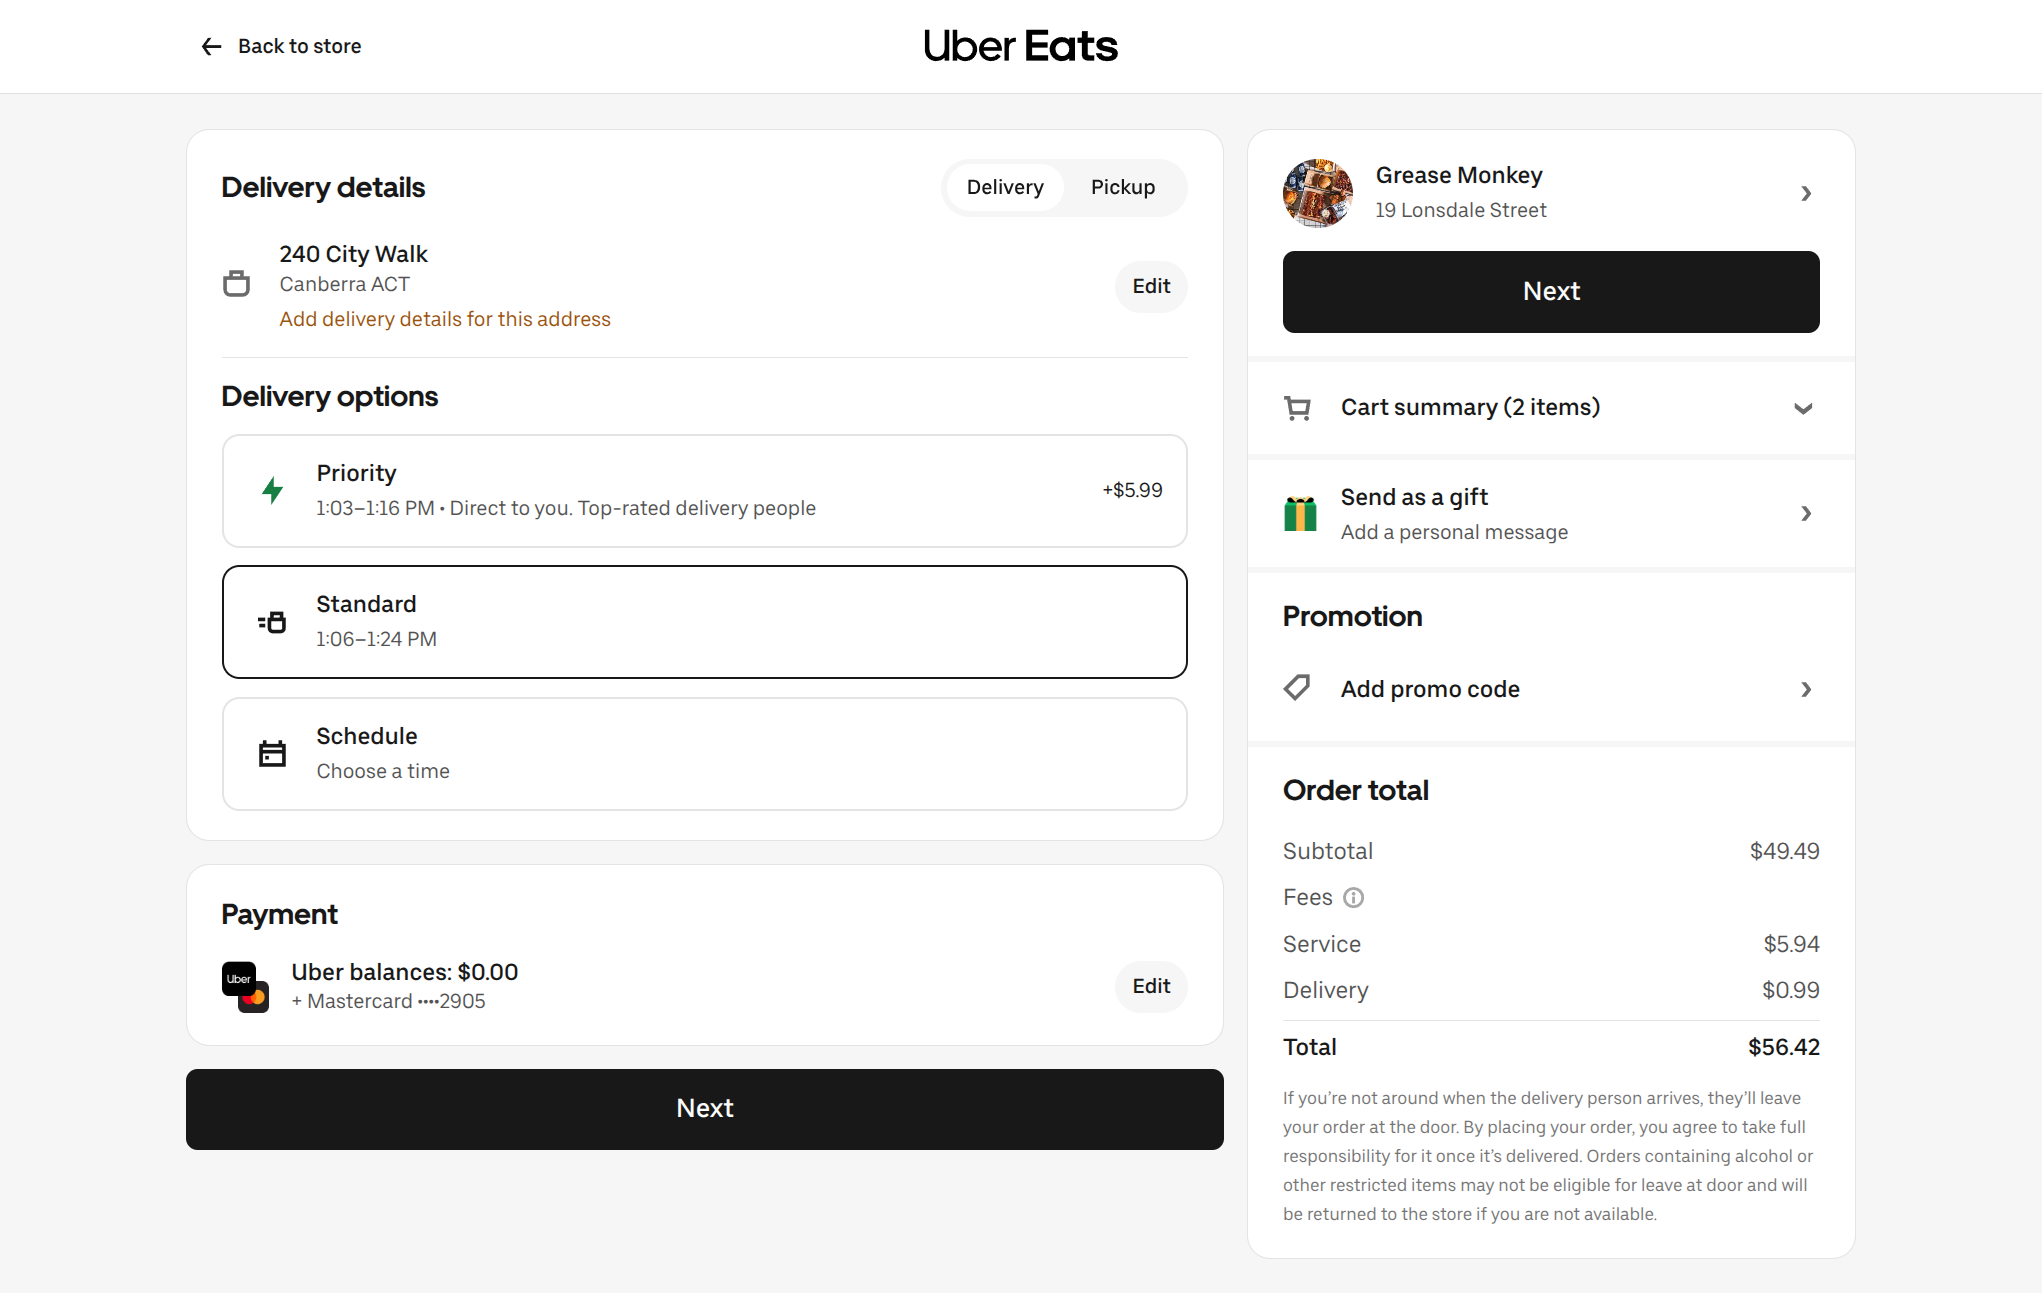 Back to store
Uber Eats
Delivery details
Delivery
Pickup
240 City Walk
Canberra ACT
Add delivery details for this address
Edit
Delivery options
Priority
1:03–1:16 PM • Direct to you. Top-rated delivery people
+$5.99
Standard
1:06–1:24 PM
Schedule
Choose a time
Payment
Uber
Uber balances: $0.00
+ Mastercard ••••2905
Edit
Next
Grease Monkey
19 Lonsdale Street
Next
Cart summary (2 items)
Send as a gift
Add a personal message
Promotion
Add promo code
Order total
Subtotal $49.49
Fees
Service $5.94
Delivery $0.99
Total $56.42
If you’re not around when the delivery person arrives, they’ll leave
your order at the door. By placing your order, you agree to take full
responsibility for it once it’s delivered. Orders containing alcohol or
other restricted items may not be eligible for leave at door and will
be returned to the store if you are not available.